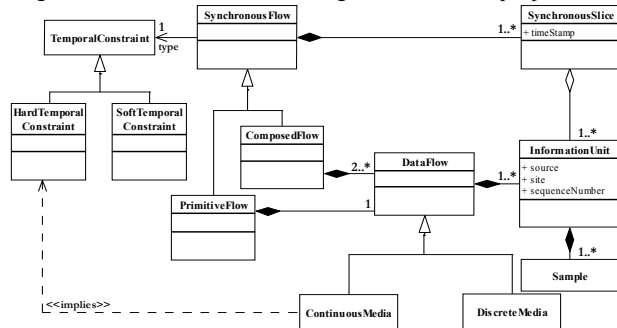 SynchronousFlow
SynchronousSlice
+ timeStamp
1
type
1..*
TemporalConstraint
HardTemporal
Constraint
SoftTemporal
Constraint
ComposedFlow
2..*
DataFlow
1..*
1..*
InformationUnit
+ source
+ site
+ sequenceNumber
PrimitiveFlow
1
1..*
Sample
<<implies>>
ContinuousMedia
DiscreteMedia